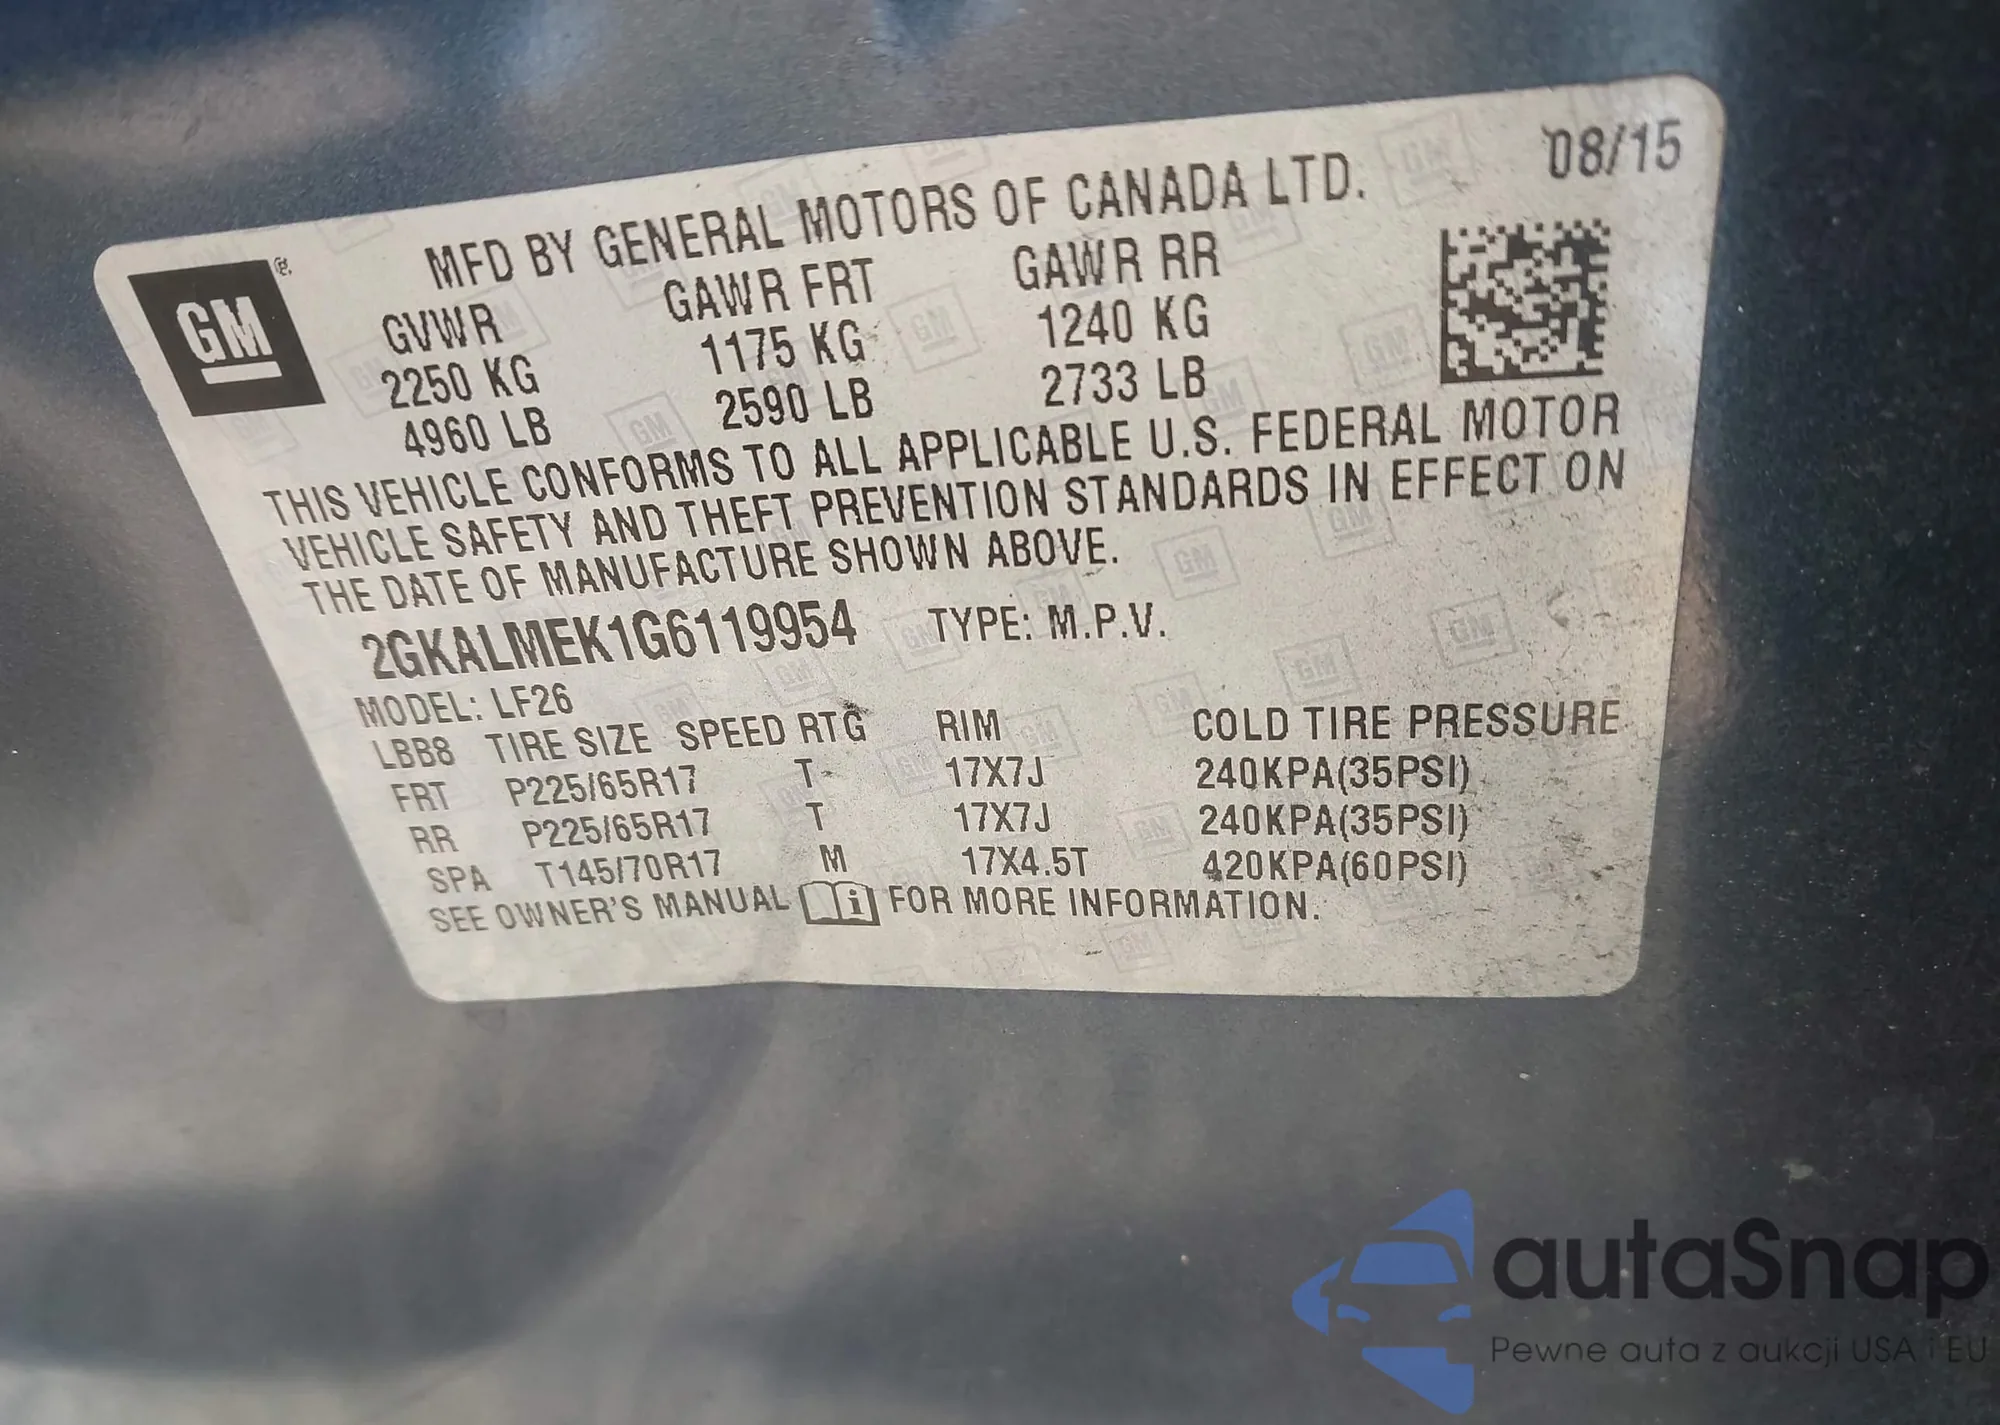 08/15
MFD BY GENERAL MOTORS OF CANADA LTD.
GM
GVWR GAWR FRT GAWR RR
2250 KG 1175 KG 1240 KG
4960 LB 2590 LB 2733 LB
THIS VEHICLE CONFORMS TO ALL APPLICABLE U.S. FEDERAL MOTOR
VEHICLE SAFETY AND THEFT PREVENTION STANDARDS IN EFFECT ON
THE DATE OF MANUFACTURE SHOWN ABOVE.
2GKALMEK1G6119954 TYPE: M.P.V.
MODEL: LF26
LBB8 TIRE SIZE SPEED RTG RIM COLD TIRE PRESSURE
FRT P225/65R17 T 17X7J 240KPA(35PSI)
RR P225/65R17 T 17X7J 240KPA(35PSI)
SPA T145/70R17 M 17X4.5T 420KPA(60PSI)
SEE OWNER'S MANUAL i FOR MORE INFORMATION.
autaSnap
Pewne auta z aukcji USA i EU